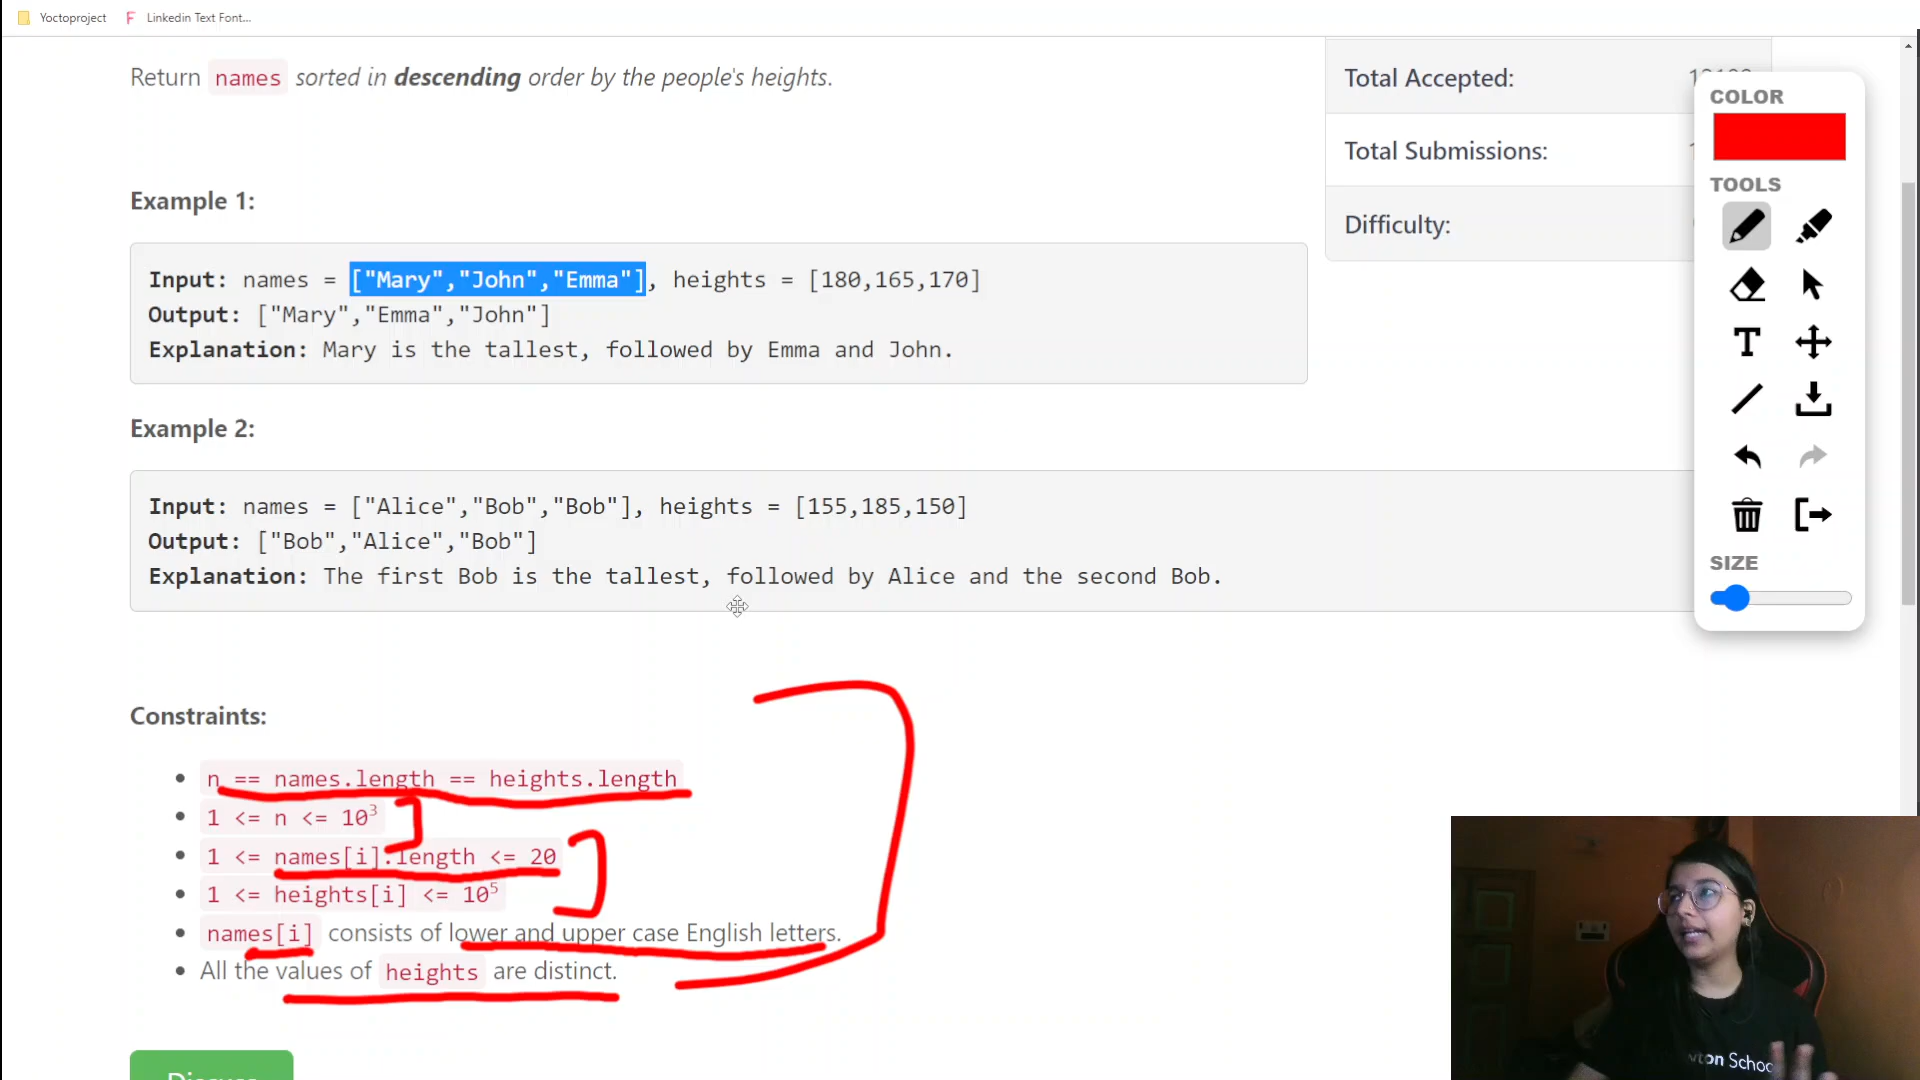 Yoctoproject Linkedin Text Font...
Return names sorted in descending order by the people's heights.
Example 1:
Input: names = ["Mary","John","Emma"], heights = [180,165,170]
Output: ["Mary","Emma","John"]
Explanation: Mary is the tallest, followed by Emma and John.
Example 2:
Input: names = ["Alice","Bob","Bob"], heights = [155,185,150]
Output: ["Bob","Alice","Bob"]
Explanation: The first Bob is the tallest, followed by Alice and the second Bob.
Constraints:
n == names.length == heights.length
1 <= n <= 10³
1 <= names[i].length <= 20
1 <= heights[i] <= 10⁵
names[i] consists of lower and upper case English letters.
All the values of heights are distinct.
Total Accepted:
Total Submissions:
Difficulty:
COLOR
TOOLS
T
SIZE